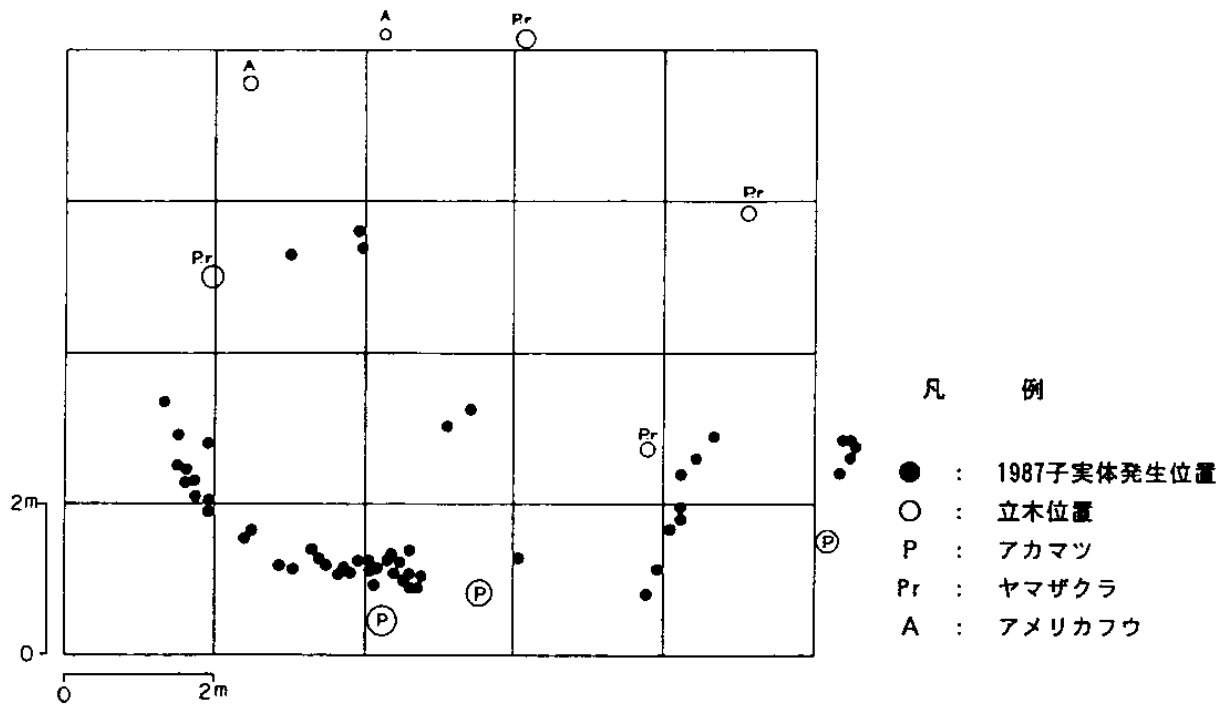 A
Pr
A
Pr
Pr
Pr
P
P
P
2m
0
0
2m
凡 例
● : 1987子実体発生位置
○ : 立木位置
P : アカマツ
Pr : ヤマザクラ
A : アメリカフウ